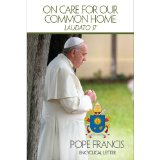 ON CARE FOR OUR
COMMON HOME
LAUDATO SI'
POPE FRANCIS
ENCYCLICAL LETTER